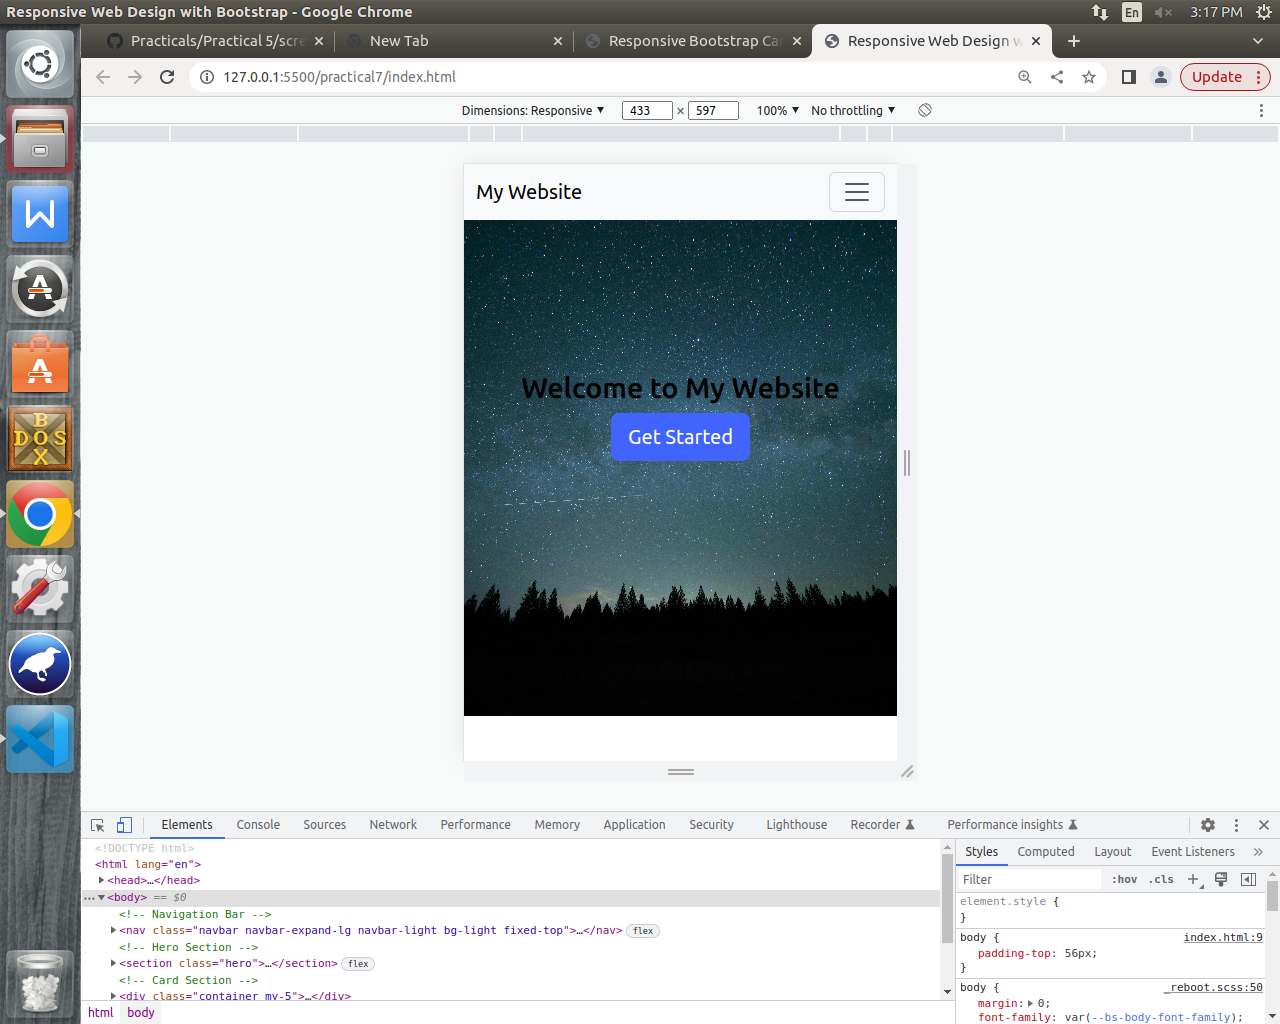 Responsive Web Design with Bootstrap - Google Chrome
En
3:17 PM
Practicals/Practical 5/scre
New Tab
Responsive Bootstrap Car
Responsive Web Design w
127.0.0.1:5500/practical7/index.html
Update
Dimensions: Responsive
433 × 597
100%
No throttling
My Website
Welcome to My Website
Get Started
Elements Console Sources Network Performance Memory Application Security Lighthouse Recorder Performance insights
<!DOCTYPE html>
<html lang="en">
<head>…</head>
<body> == $0
<!-- Navigation Bar -->
<nav class="navbar navbar-expand-lg navbar-light bg-light fixed-top">…</nav> flex
<!-- Hero Section -->
<section class="hero">…</section> flex
<!-- Card Section -->
<div class="container my-5">…</div>
html body
Styles Computed Layout Event Listeners »
Filter
:hov .cls
element.style {
}
body { index.html:9
padding-top: 56px;
}
body { _reboot.scss:50
margin: 0;
font-family: var(--bs-body-font-family);
B
DOS
X